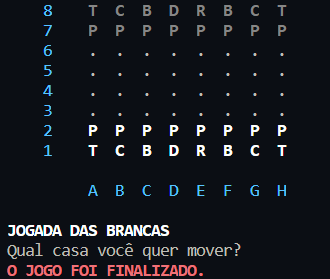 8 T C B D R B C T
7 P P P P P P P P
6 . . . . . . . .
5 . . . . . . . .
4 . . . . . . . .
3 . . . . . . . .
2 P P P P P P P P
1 T C B D R B C T
A B C D E F G H
JOGADA DAS BRANCAS
Qual casa você quer mover?
O JOGO FOI FINALIZADO.